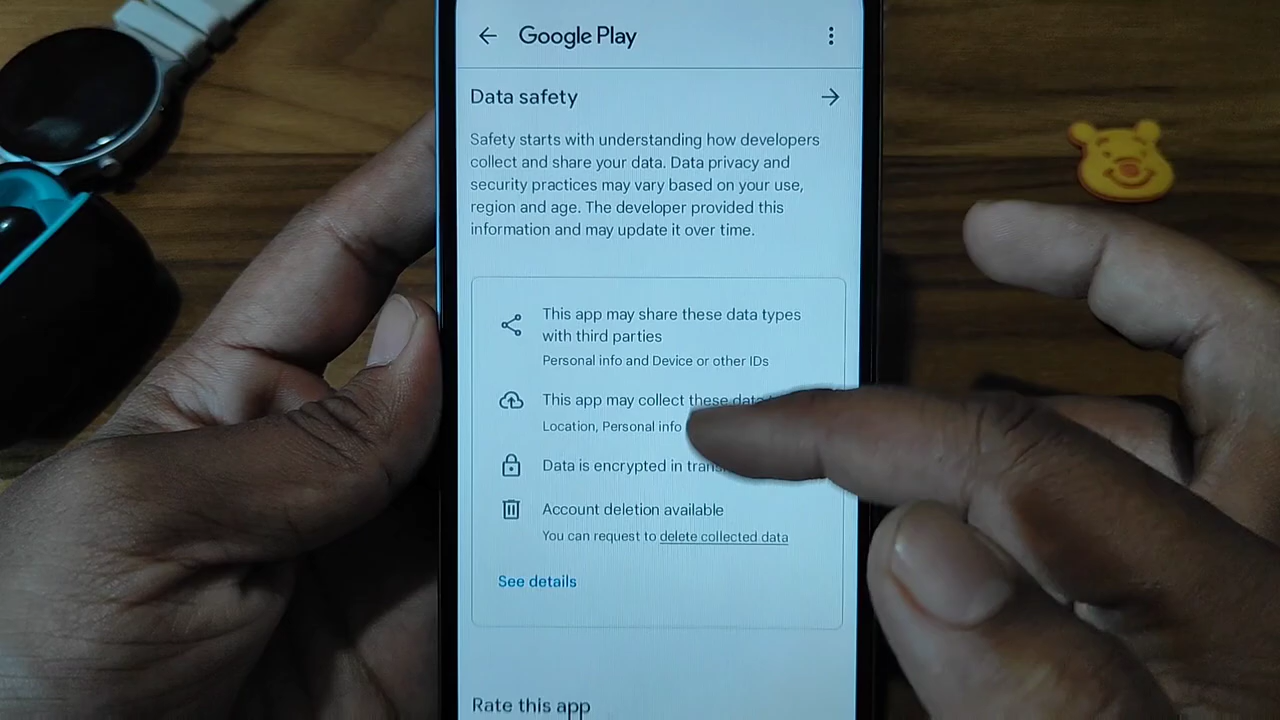 Google Play
Data safety
Safety starts with understanding how developers
collect and share your data. Data privacy and
security practices may vary based on your use,
region and age. The developer provided this
information and may update it over time.
This app may share these data types
with third parties
Personal info and Device or other IDs
This app may collect these data
Location, Personal info
Data is encrypted in
Account deletion available
You can request to delete collected data
See details
Rate this app